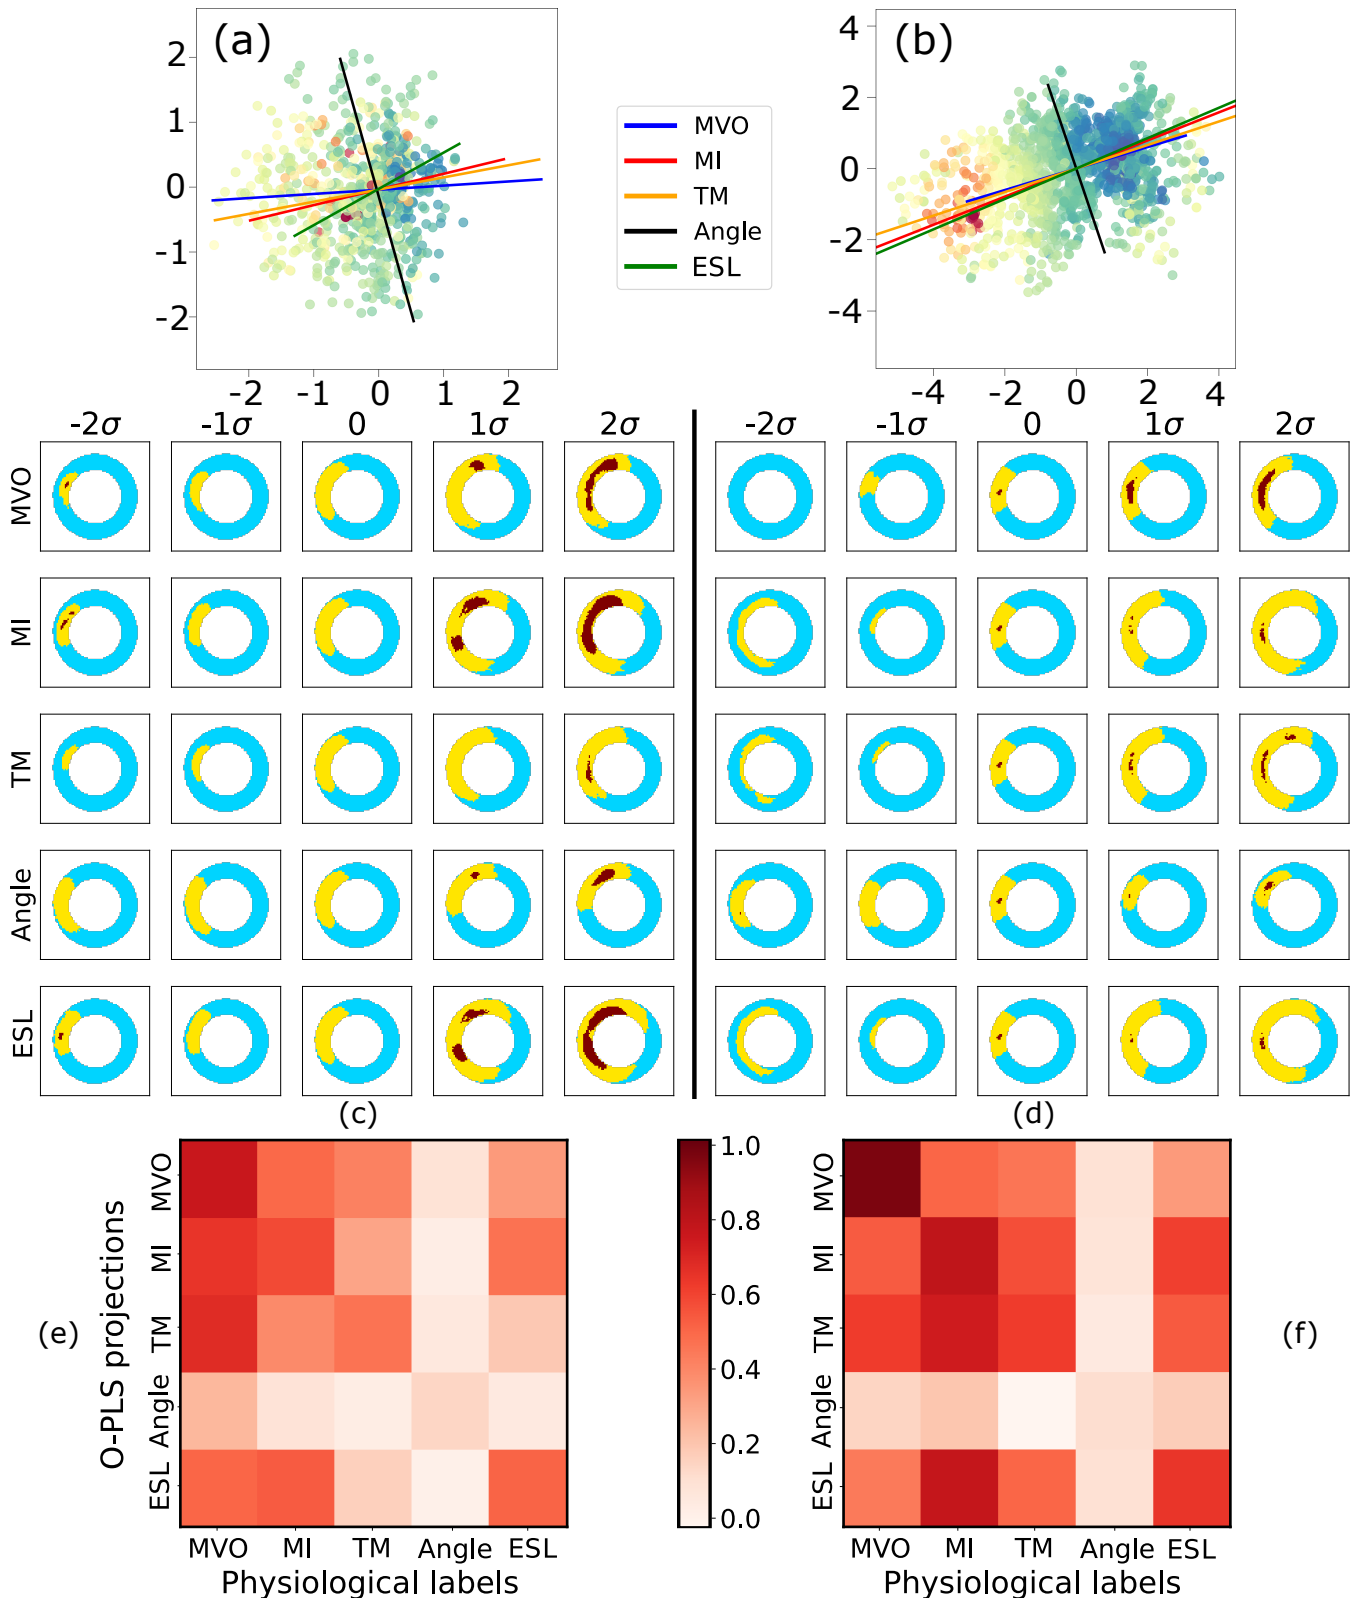 (a)
2
1
0
-1
-2
-2 -1 0 1 2
MVO
MI
TM
Angle
ESL
(b)
4
2
0
-2
-4
-4 -2 0 2 4
-2σ -1σ 0 1σ 2σ
-2σ -1σ 0 1σ 2σ
MVO
MI
TM
Angle
ESL
(c)
(d)
(e)
O-PLS projections
MVO
MI
TM
Angle
ESL
MVO MI TM Angle ESL
Physiological labels
1.0
0.8
0.6
0.4
0.2
0.0
MVO
MI
TM
Angle
ESL
MVO MI TM Angle ESL
Physiological labels
(f)